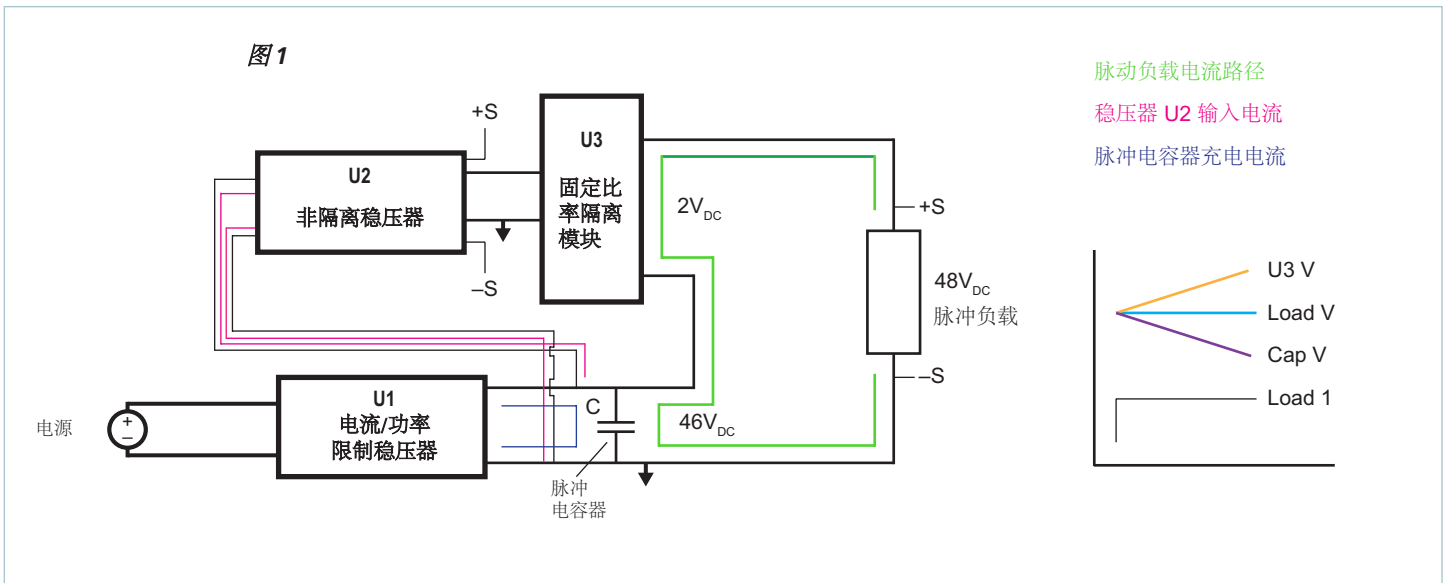 图 1
脉动负载电流路径
稳压器 U2 输入电流
脉冲电容器充电电流
+S
U2
非隔离稳压器
–S
U3
固定比
率隔离
模块
2V_DC
+S
48V_DC
脉冲负载
–S
46V_DC
U3 V
Load V
Cap V
Load 1
电源
+
–
U1
电流/功率
限制稳压器
C
脉冲
电容器